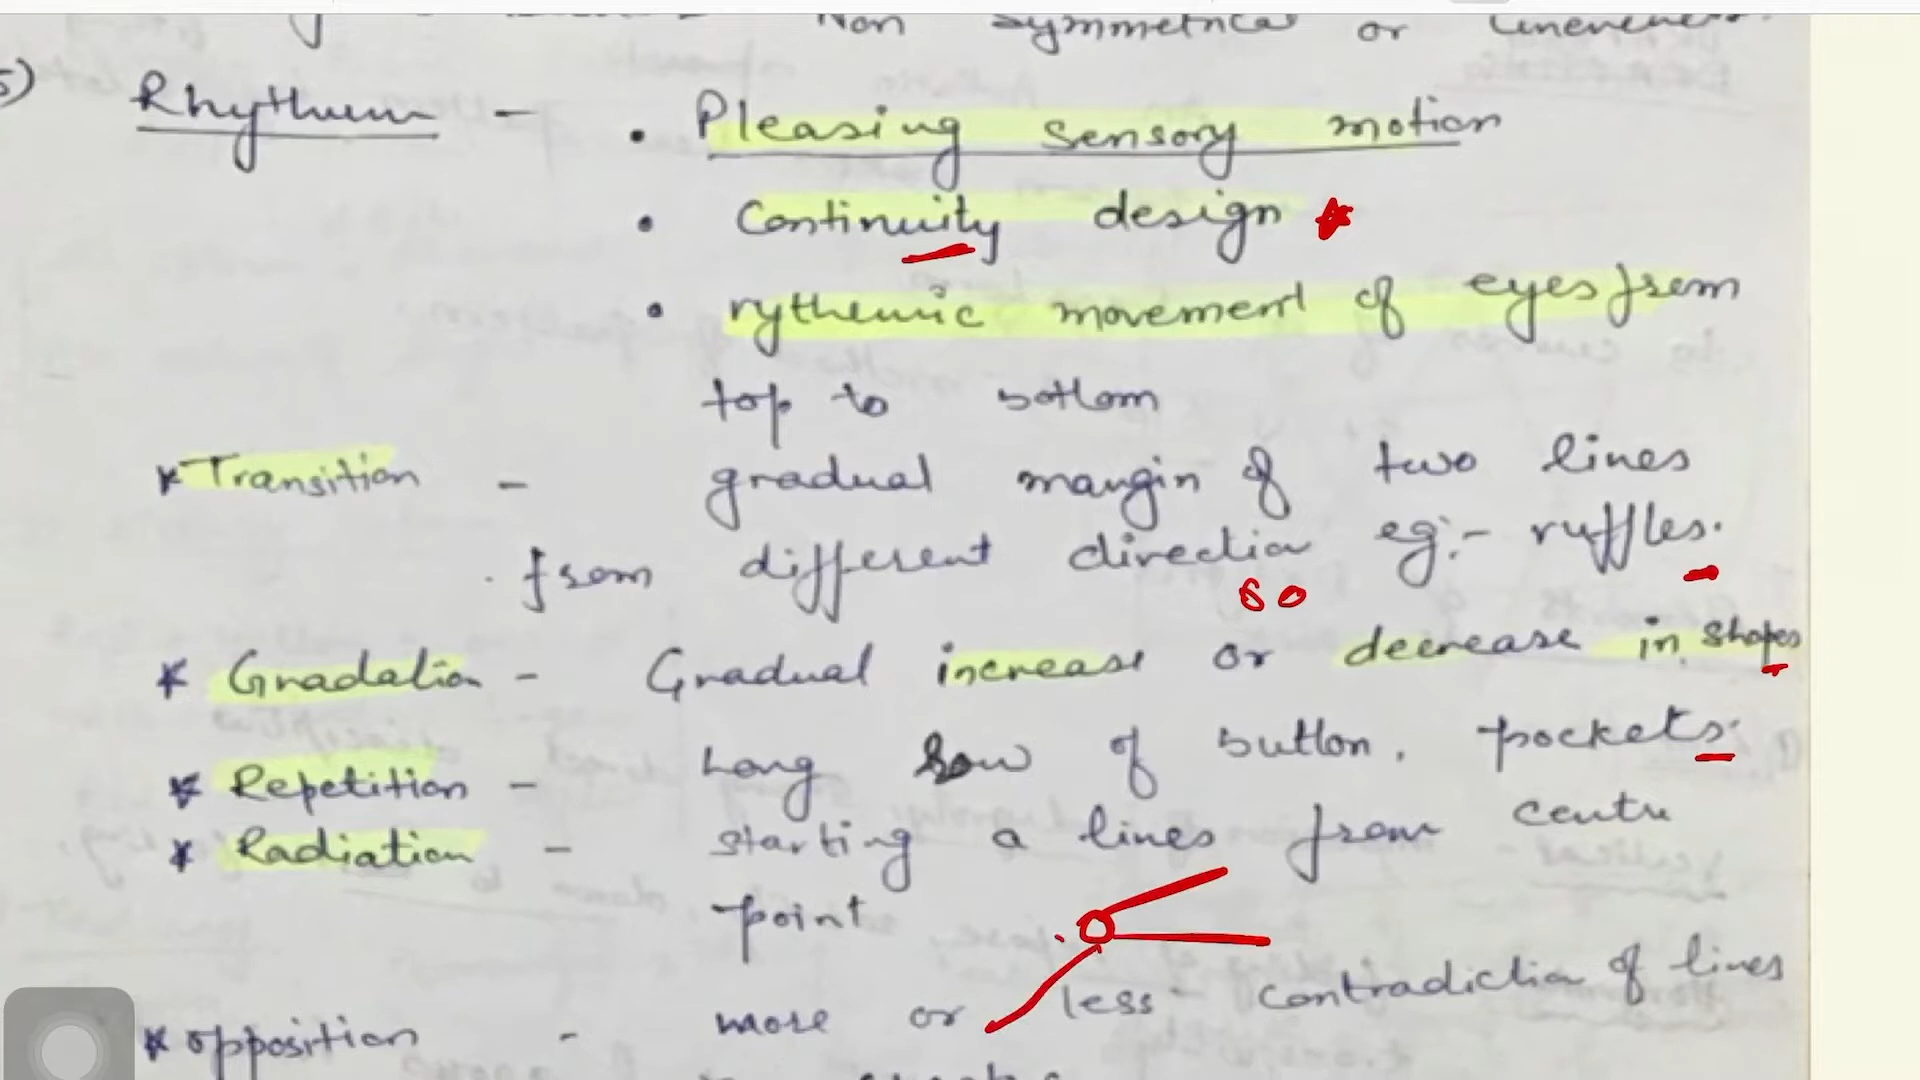 Non symmetrical or
5) Rhythum - • Pleasing sensory motion
• Continuity design
• rythemic movement of eyes from
top to bottom
* Transition - gradual margin of two lines
from different direction eg:- ruffles.
* Gradation - Gradual increase or decrease in shapes
* Repetition - Long Row of button, pockets.
* Radiation - starting a lines from centre
point
* opposition - more or less contradiction of lines